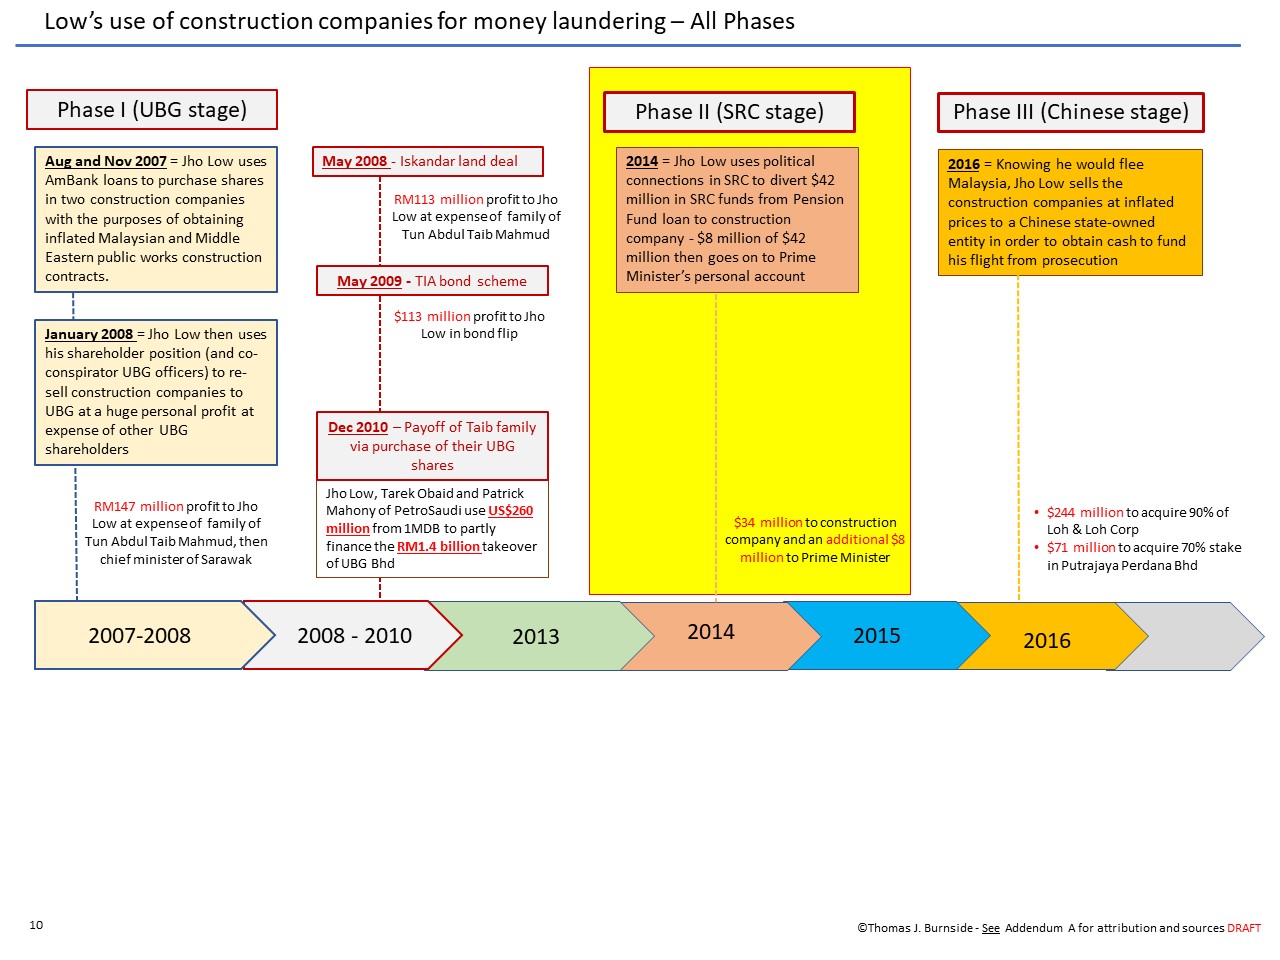 Low's use of construction companies for money laundering – All Phases
Phase I (UBG stage)
Aug and Nov 2007 = Jho Low uses
AmBank loans to purchase shares
in two construction companies
with the purposes of obtaining
inflated Malaysian and Middle
Eastern public works construction
contracts.
January 2008 = Jho Low then uses
his shareholder position (and co-
conspirator UBG officers) to re-
sell construction companies to
UBG at a huge personal profit at
expense of other UBG
shareholders
RM147 million profit to Jho
Low at expense of family of
Tun Abdul Taib Mahmud, then
chief minister of Sarawak
May 2008 - Iskandar land deal
RM113 million profit to Jho
Low at expense of family of
Tun Abdul Taib Mahmud
May 2009 - TIA bond scheme
$113 million profit to Jho
Low in bond flip
Dec 2010 – Payoff of Taib family
via purchase of their UBG
shares
Jho Low, Tarek Obaid and Patrick
Mahony of PetroSaudi use US$260
million from 1MDB to partly
finance the RM1.4 billion takeover
of UBG Bhd
Phase II (SRC stage)
2014 = Jho Low uses political
connections in SRC to divert $42
million in SRC funds from Pension
Fund loan to construction
company - $8 million of $42
million then goes on to Prime
Minister's personal account
$34 million to construction
company and an additional $8
million to Prime Minister
Phase III (Chinese stage)
2016 = Knowing he would flee
Malaysia, Jho Low sells the
construction companies at inflated
prices to a Chinese state-owned
entity in order to obtain cash to fund
his flight from prosecution
• $244 million to acquire 90% of
Loh & Loh Corp
• $71 million to acquire 70% stake
in Putrajaya Perdana Bhd
2007-2008
2008 - 2010
2013
2014
2015
2016
10
©Thomas J. Burnside - See Addendum A for attribution and sources DRAFT